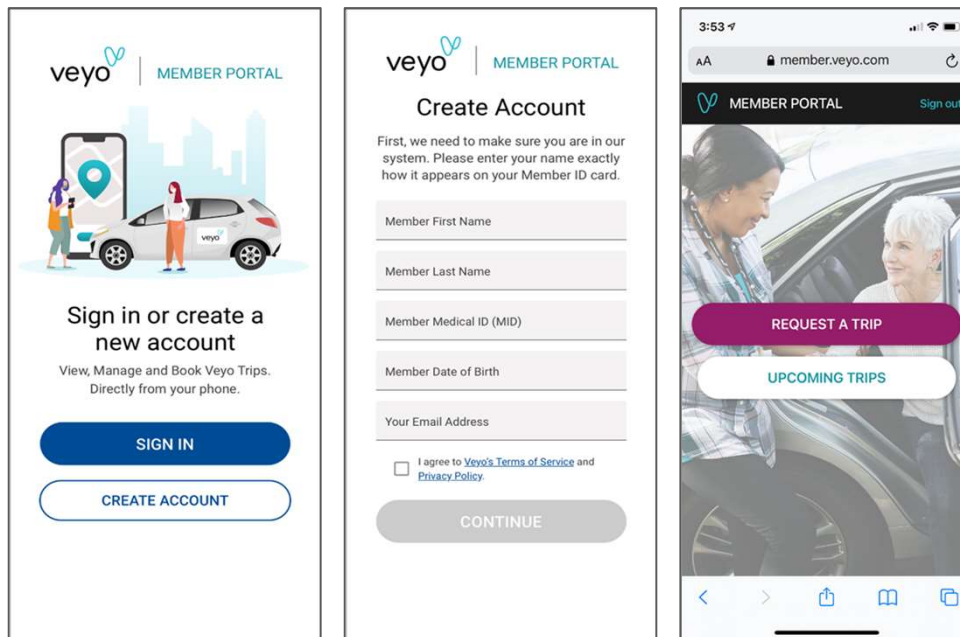 veyo
MEMBER PORTAL
veyo
Sign in or create a
new account
View, Manage and Book Veyo Trips.
Directly from your phone.
SIGN IN
CREATE ACCOUNT
veyo
MEMBER PORTAL
Create Account
First, we need to make sure you are in our
system. Please enter your name exactly
how it appears on your Member ID card.
Member First Name
Member Last Name
Member Medical ID (MID)
Member Date of Birth
Your Email Address
I agree to Veyo's Terms of Service and
Privacy Policy.
CONTINUE
3:53
AA
member.veyo.com
MEMBER PORTAL
Sign out
REQUEST A TRIP
UPCOMING TRIPS